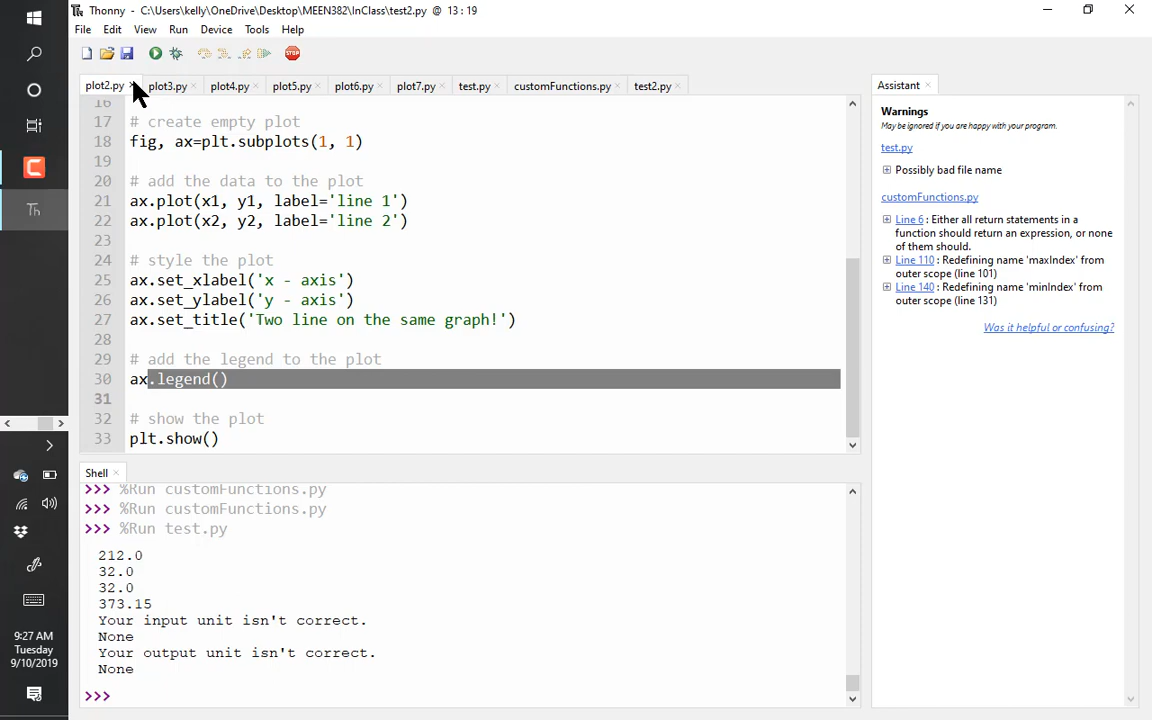 Thonny - C:\Users\kelly\OneDrive\Desktop\MEEN382\InClass\test2.py @ 13 : 19
File Edit View Run Device Tools Help
STOP
plot2.py plot3.py plot4.py plot5.py plot6.py plot7.py test.py customFunctions.py test2.py
16
17 # create empty plot
18 fig, ax=plt.subplots(1, 1)
19
20 # add the data to the plot
21 ax.plot(x1, y1, label='line 1')
22 ax.plot(x2, y2, label='line 2')
23
24 # style the plot
25 ax.set_xlabel('x - axis')
26 ax.set_ylabel('y - axis')
27 ax.set_title('Two line on the same graph!')
28
29 # add the legend to the plot
30 ax.legend()
31
32 # show the plot
33 plt.show()
Shell
>>> %Run customFunctions.py
>>> %Run customFunctions.py
>>> %Run test.py
212.0
32.0
32.0
373.15
Your input unit isn't correct.
None
Your output unit isn't correct.
None
>>>
Assistant
Warnings
May be ignored if you are happy with your program.
test.py
Possibly bad file name
customFunctions.py
Line 6 : Either all return statements in a
function should return an expression, or none
of them should.
Line 110 : Redefining name 'maxIndex' from
outer scope (line 101)
Line 140 : Redefining name 'minIndex' from
outer scope (line 131)
Was it helpful or confusing?
Th
9:27 AM
Tuesday
9/10/2019